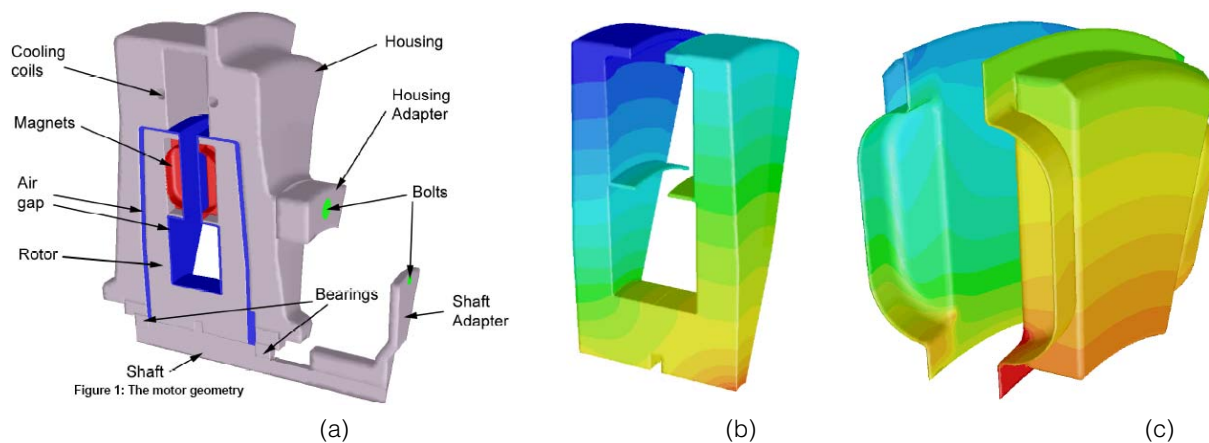 Cooling
coils
Magnets
Air
gap
Rotor
Housing
Housing
Adapter
Bolts
Bearings
Shaft
Adapter
Shaft
Figure 1: The motor geometry
(a)
(b)
(c)